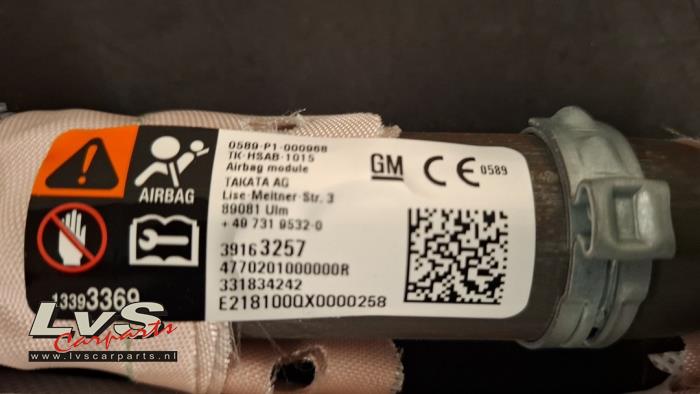 0589-P1-000968
TK-HSAB-1015
Airbag module
TAKATA AG
Lise-Meitner-Str. 3
89081 Ulm
+49 731 9532-0
GM CE 0589
AIRBAG
39163257
4770201000000R
331834242
E218100QX0000258
13393369
LvS
Carparts
www.lvscarparts.nl